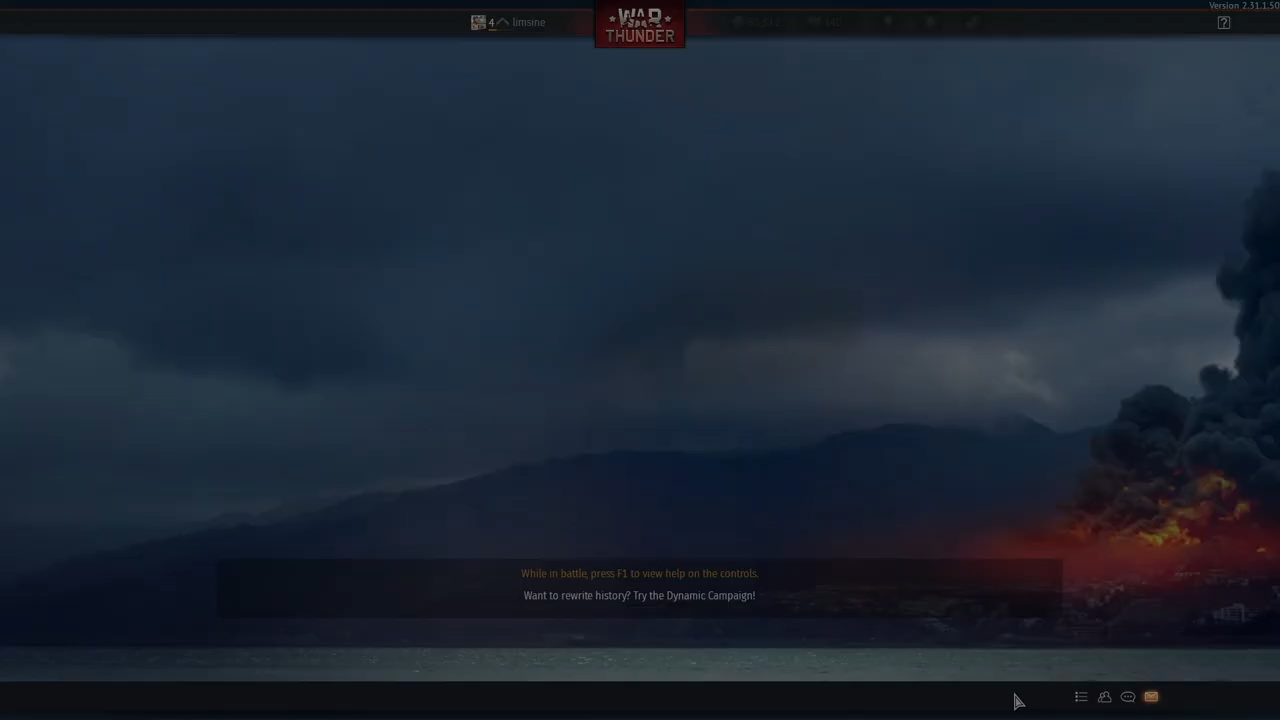 Version 2.31.1.50
4 limsine
WAR
THUNDER
While in battle, press F1 to view help on the controls.
Want to rewrite history? Try the Dynamic Campaign!